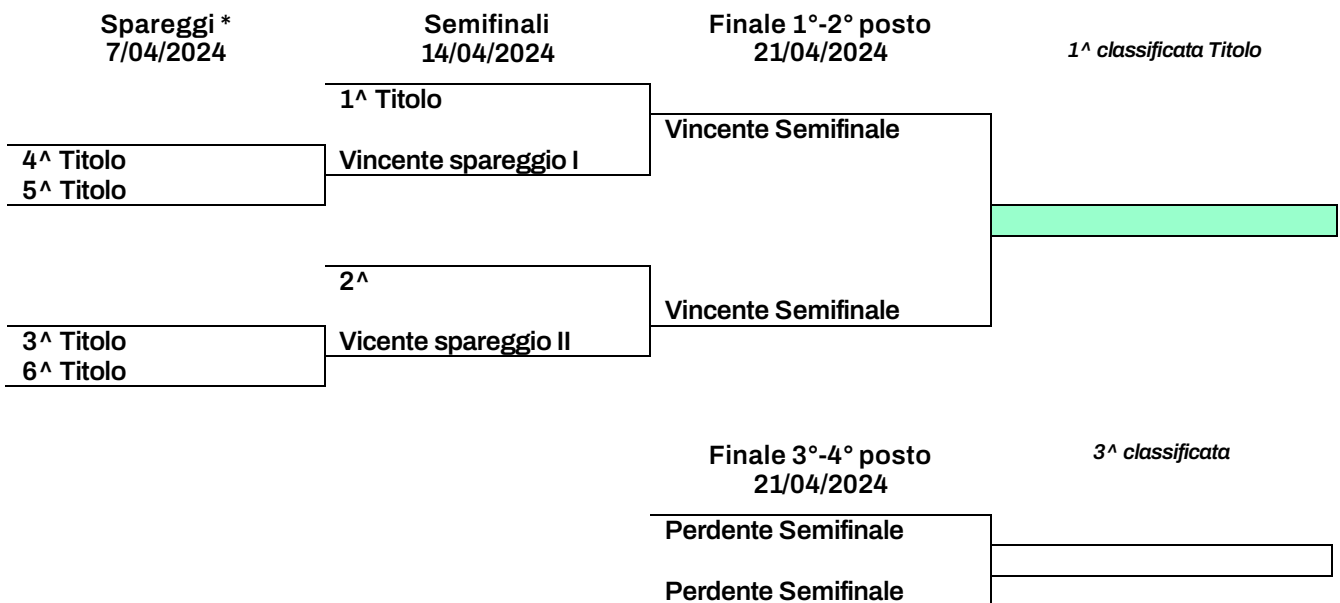 Spareggi *
7/04/2024
Semifinali
14/04/2024
Finale 1°-2° posto
21/04/2024
1^ classificata Titolo
1^ Titolo
Vincente Semifinale
4^ Titolo
Vincente spareggio I
5^ Titolo
2^
Vincente Semifinale
3^ Titolo
Vicente spareggio II
6^ Titolo
Finale 3°-4° posto
21/04/2024
3^ classificata
Perdente Semifinale
Perdente Semifinale